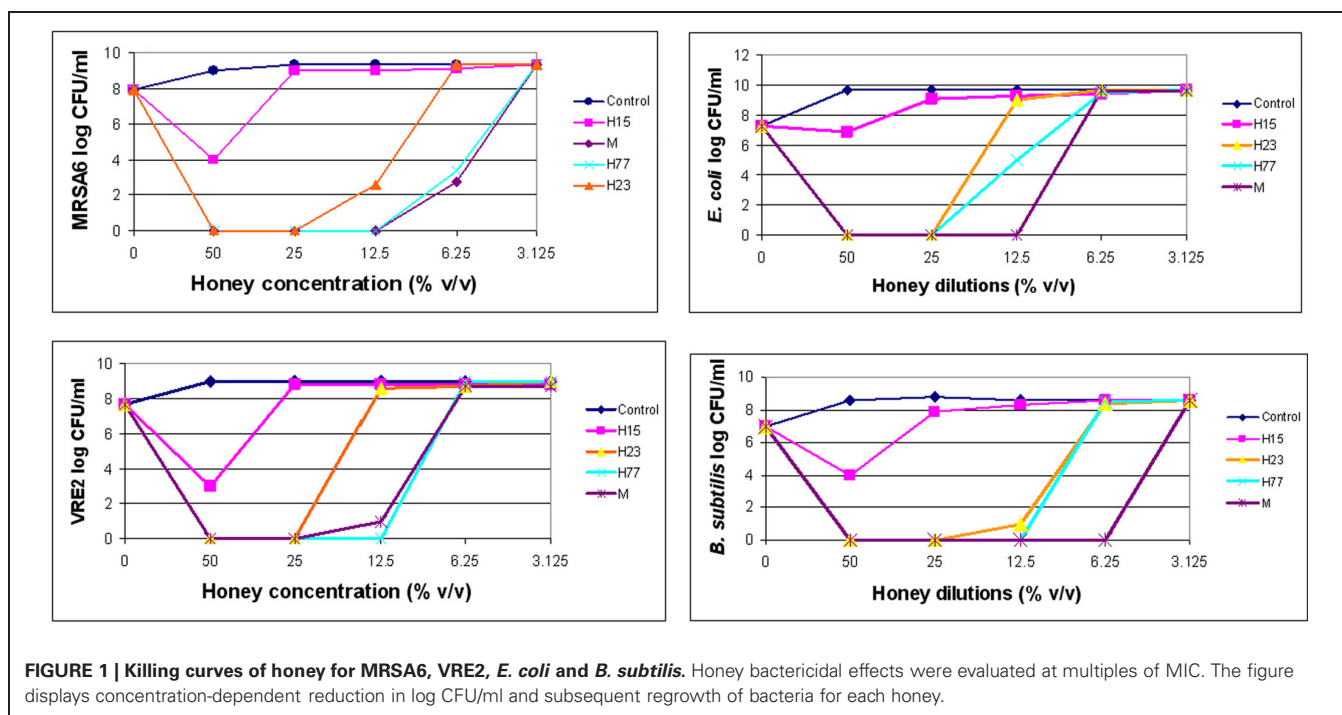 10
8
6
4
2
0
MRSA6 log CFU/ml
0 50 25 12.5 6.25 3.125
Honey concentration (% v/v)
Control
H15
M
H77
H23
12
10
8
6
4
2
0
E. coli log CFU/ml
0 50 25 12.5 6.25 3.125
Honey dilutions (% v/v)
Control
H15
H23
H77
M
10
8
6
4
2
0
VRE2 log CFU/ml
0 50 25 12.5 6.25 3.125
Honey concentration (% v/v)
Control
H15
H23
H77
M
10
8
6
4
2
0
B. subtilis log CFU/ml
0 50 25 12.5 6.25 3.125
Honey dilutions (% v/v)
Control
H15
H23
H77
M
FIGURE 1 | Killing curves of honey for MRSA6, VRE2, E. coli and B. subtilis. Honey bactericidal effects were evaluated at multiples of MIC. The figure
displays concentration-dependent reduction in log CFU/ml and subsequent regrowth of bacteria for each honey.